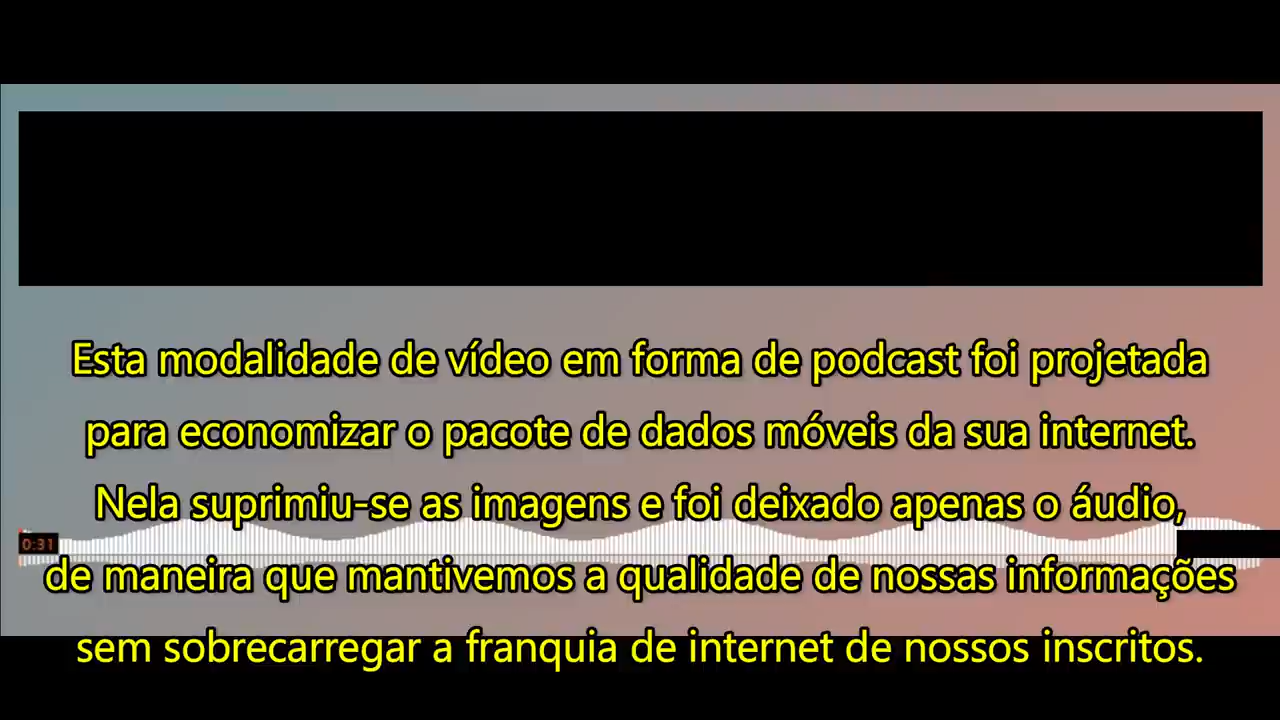 Esta modalidade de vídeo em forma de podcast foi projetada
para economizar o pacote de dados móveis da sua internet.
Nela suprimiu-se as imagens e foi deixado apenas o áudio,
0:31
de maneira que mantivemos a qualidade de nossas informações
sem sobrecarregar a franquia de internet de nossos inscritos.